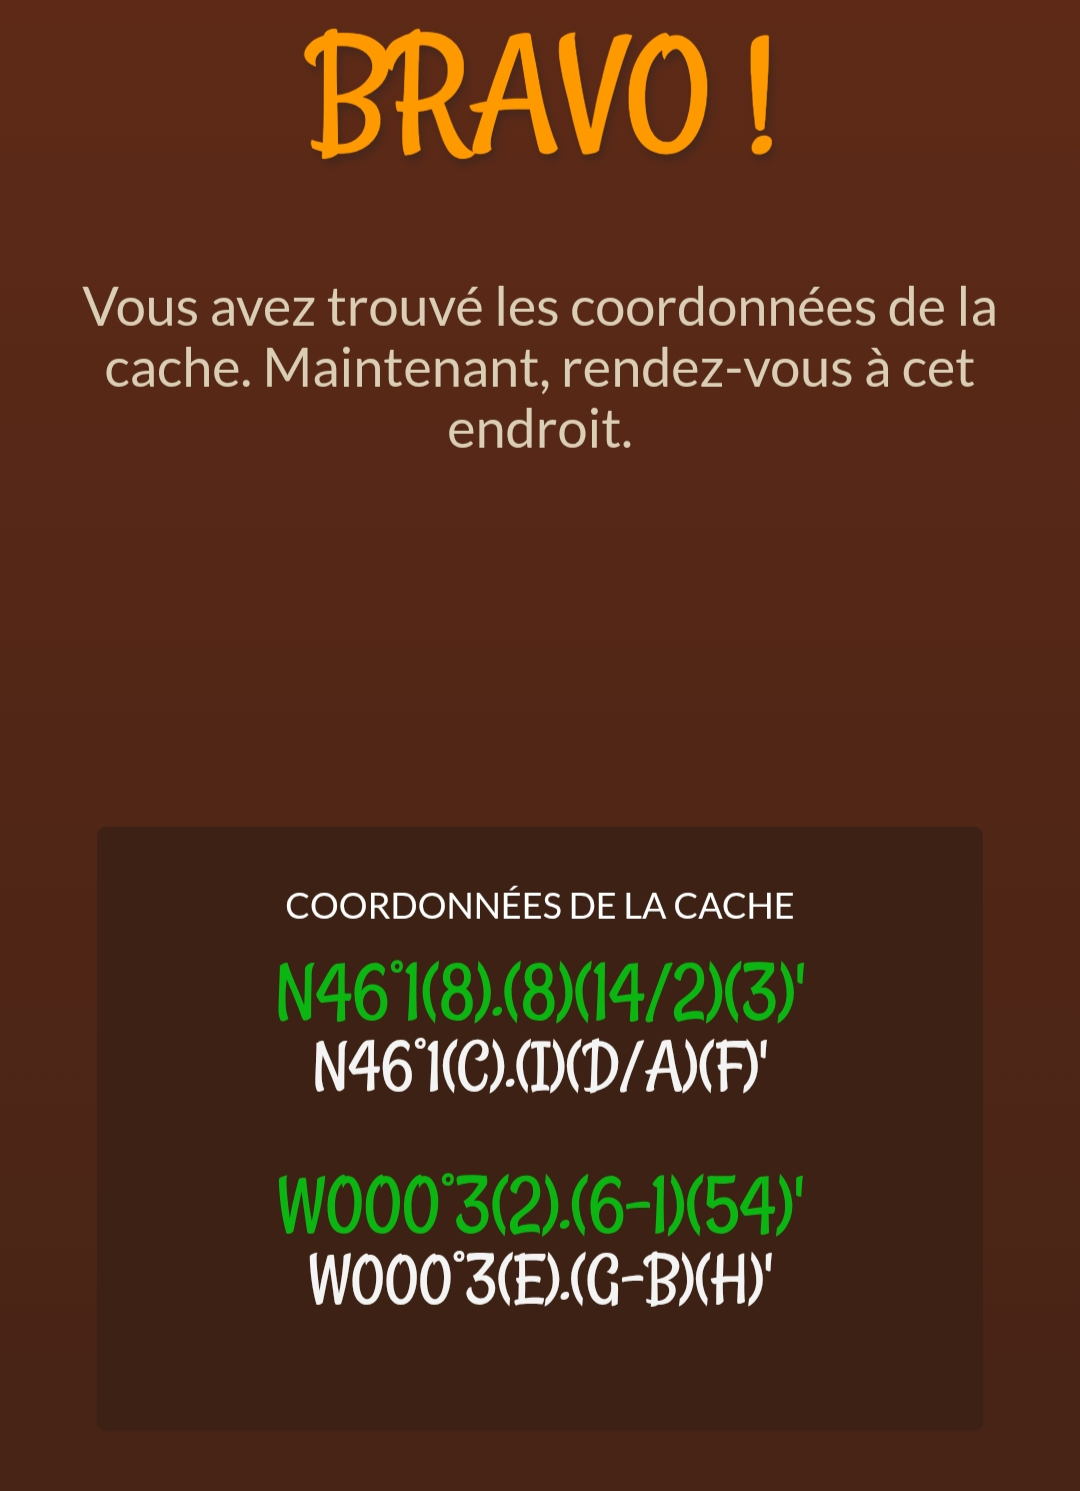 BRAVO !
Vous avez trouvé les coordonnées de la
cache. Maintenant, rendez-vous à cet
endroit.
COORDONNÉES DE LA CACHE
N46°1(8).(8)(14/2)(3)'
N46°1(C).(I)(D/A)(F)'
W000°3(2).(6-1)(54)'
W000°3(E).(G-B)(H)'